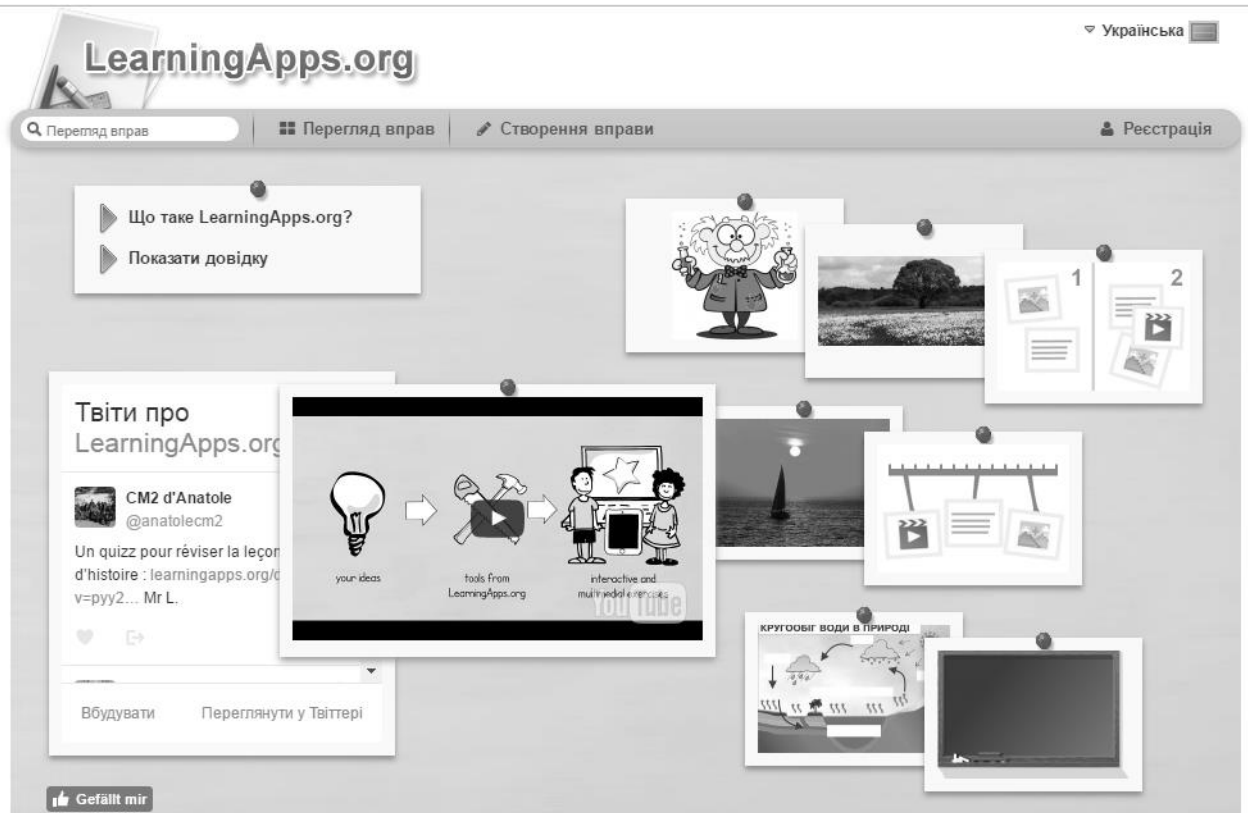 Українська
LearningApps.org
Перегляд вправ
Перегляд вправ
Створення вправи
Реєстрація
Що таке LearningApps.org?
Показати довідку
1
2
Твіти про
LearningApps.org
CM2 d'Anatole
@anatolecm2
Un quizz pour réviser la leçon
d'histoire : learningapps.org/
v=pyy2... Mr L.
your ideas
tools from
LearningApps.org
interactive and
multimedial exercises
YouTube
Вбудувати
Переглянути у Твіттері
КРУГООБІГ ВОДИ В ПРИРОДІ
Gefällt mir